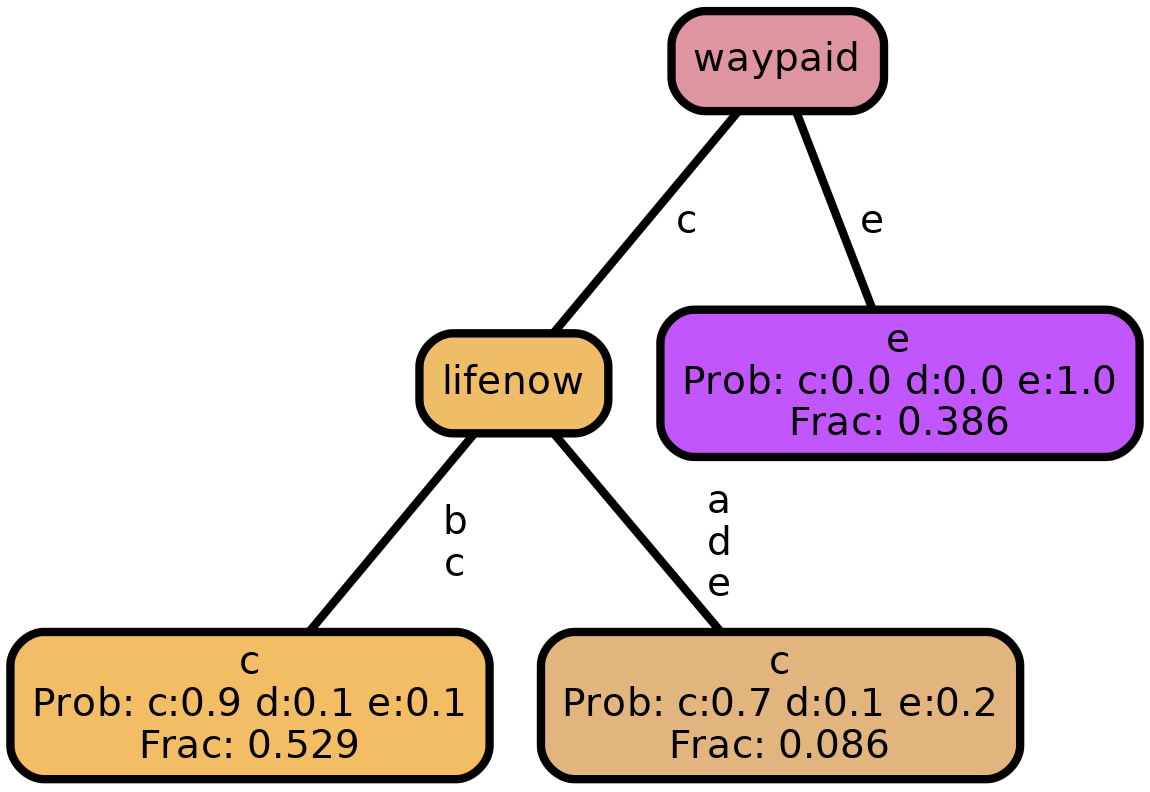 waypaid
c
e
e
Prob: c:0.0 d:0.0 e:1.0
Frac: 0.386
lifenow
b
c
a
d
e
c
Prob: c:0.9 d:0.1 e:0.1
Frac: 0.529
c
Prob: c:0.7 d:0.1 e:0.2
Frac: 0.086